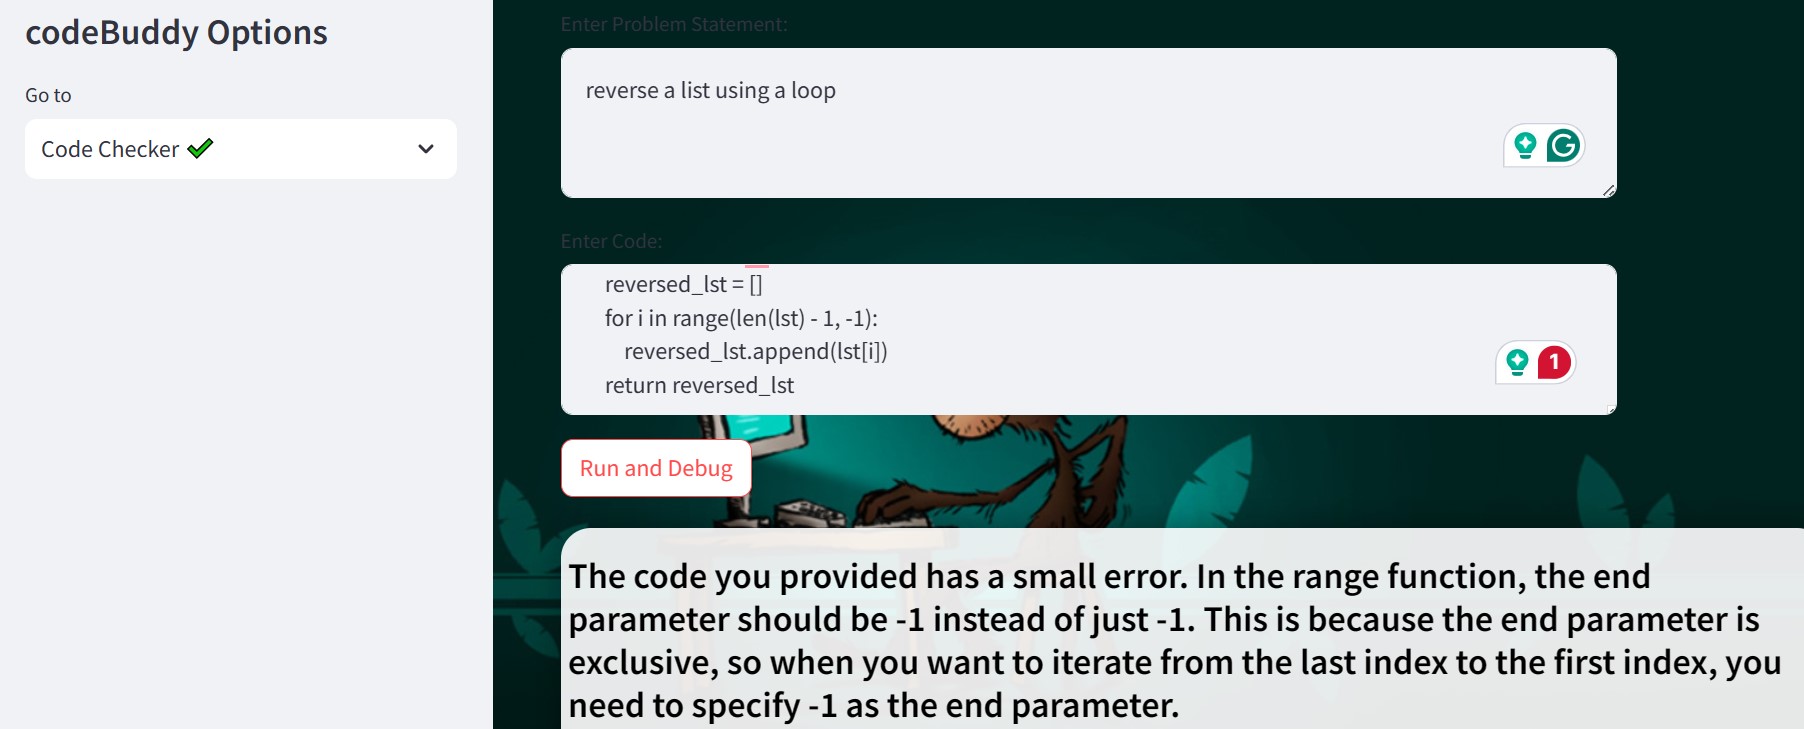 codeBuddy Options
Go to
Code Checker
Enter Problem Statement:
reverse a list using a loop
Enter Code:
reversed_lst = []
for i in range(len(lst) - 1, -1):
reversed_lst.append(lst[i])
return reversed_lst
1
Run and Debug
The code you provided has a small error. In the range function, the end
parameter should be -1 instead of just -1. This is because the end parameter is
exclusive, so when you want to iterate from the last index to the first index, you
need to specify -1 as the end parameter.